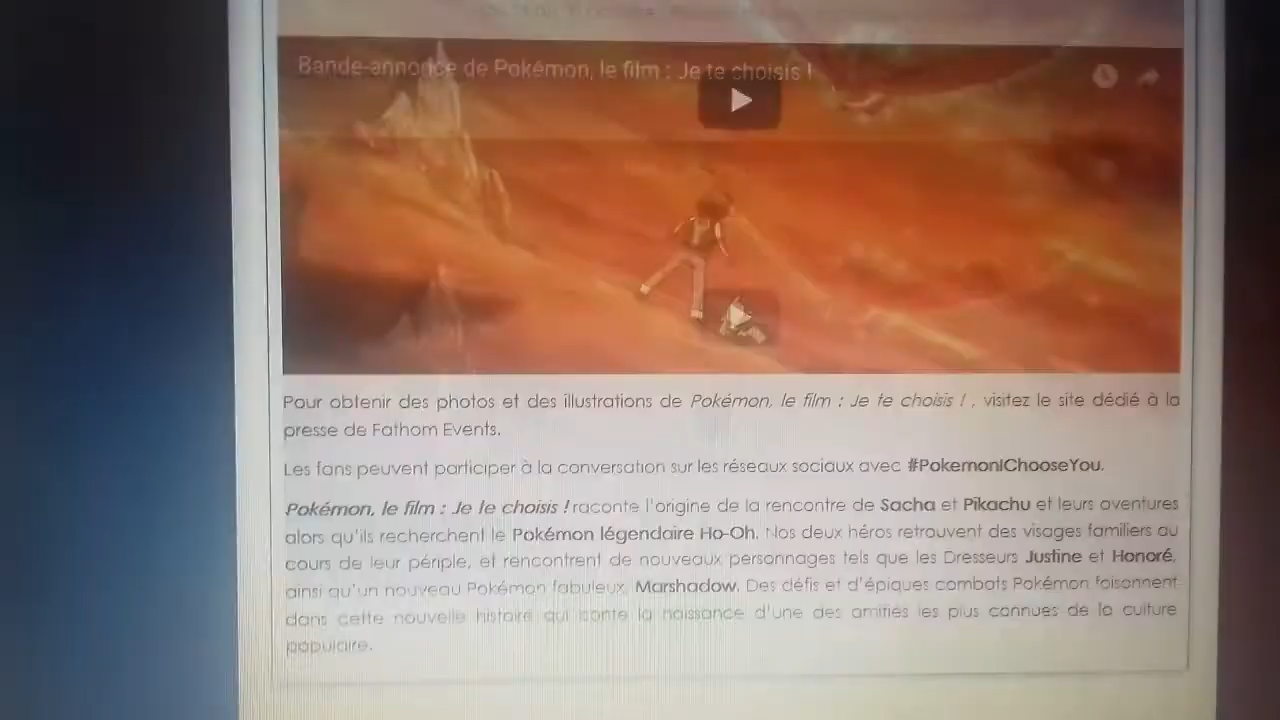 Bande-annonce de Pokémon, le film : Je te choisis !
Pour obtenir des photos et des illustrations de Pokémon, le film : Je te choisis ! , visitez le site dédié à la
presse de Fathom Events.
Les fans peuvent participer à la conversation sur les réseaux sociaux avec #PokemonIChooseYou.
Pokémon, le film : Je te choisis ! raconte l'origine de la rencontre de Sacha et Pikachu et leurs aventures
alors qu'ils recherchent le Pokémon légendaire Ho-Oh. Nos deux héros retrouvent des visages familiers au
cours de leur périple, et rencontrent de nouveaux personnages tels que les Dresseurs Justine et Honoré,
ainsi qu'un nouveau Pokémon fabuleux, Marshadow. Des défis et d'épiques combats Pokémon foisonnent
dans cette nouvelle histoire qui conte la naissance d'une des amitiés les plus connues de la culture
populaire.